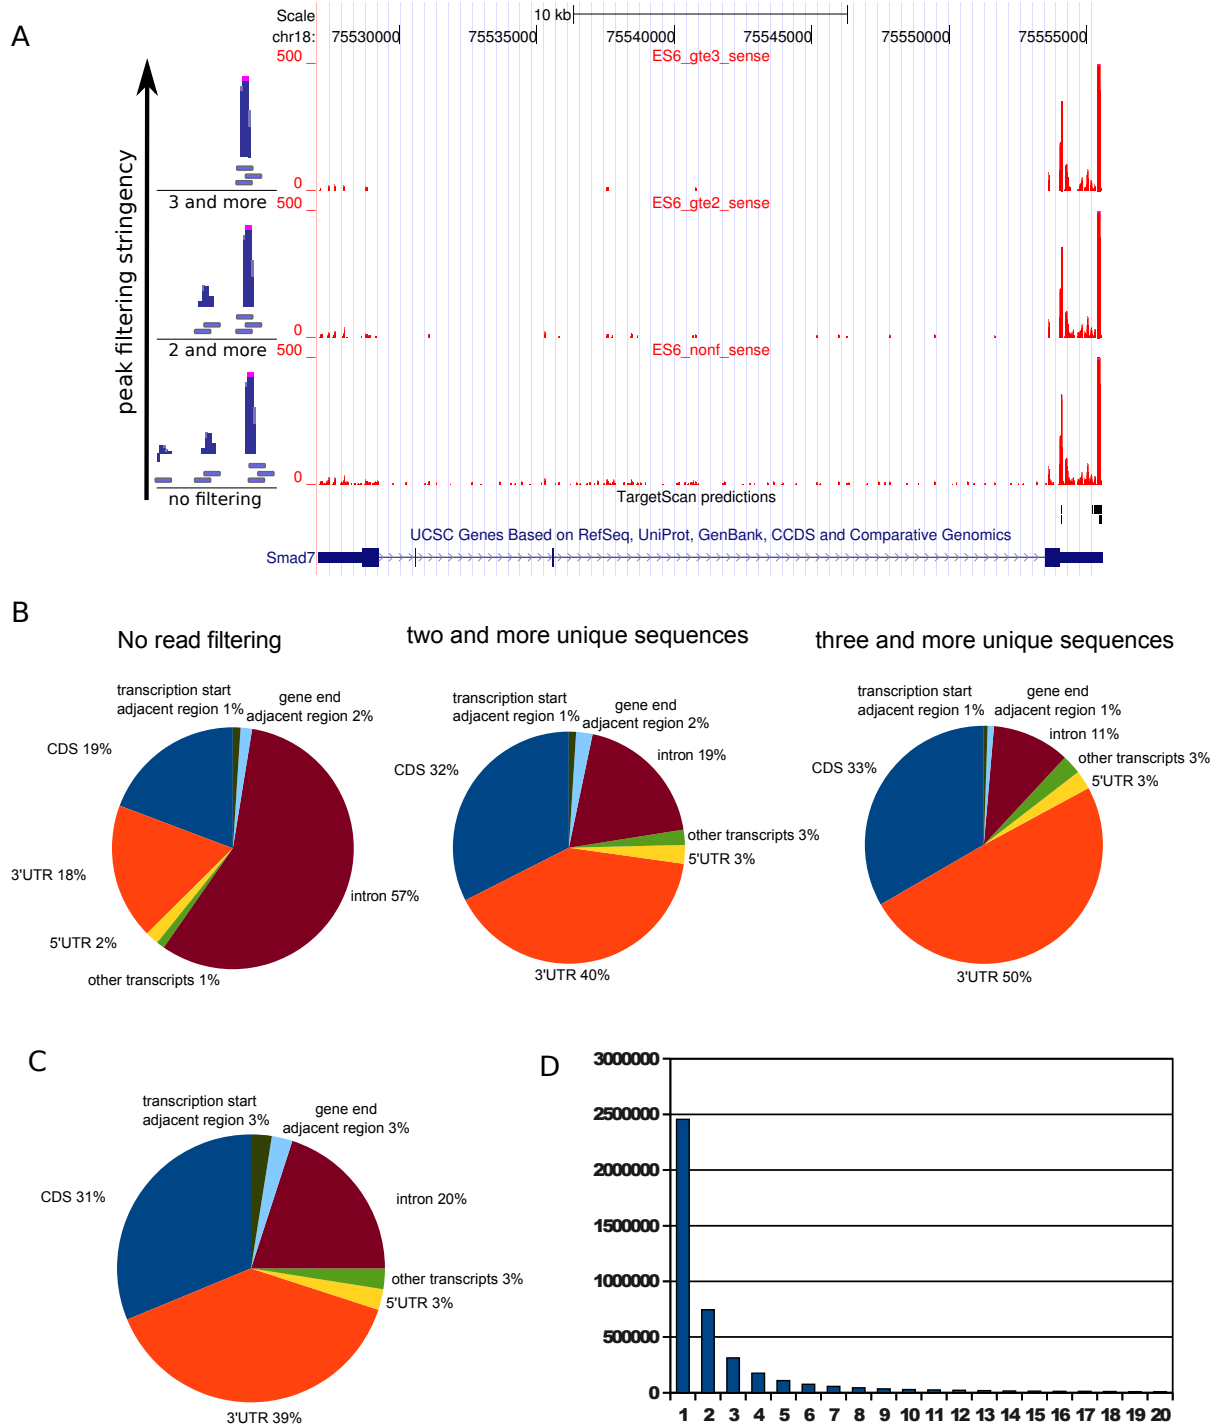 A
Scale
10 kb
chr18:
75530000
75535000
75540000
75545000
75550000
75555000
ES6_gte3_sense
500
0
3 and more
ES6_gte2_sense
500
0
2 and more
ES6_nonf_sense
500
0
no filtering
peak filtering stringency
TargetScan predictions
UCSC Genes Based on RefSeq, UniProt, GenBank, CCDS and Comparative Genomics
Smad7
B
No read filtering
transcription start
adjacent region 1%
gene end
adjacent region 2%
CDS 19%
3'UTR 18%
intron 57%
5'UTR 2%
other transcripts 1%
two and more unique sequences
transcription start
adjacent region 1%
gene end
adjacent region 2%
intron 19%
CDS 32%
other transcripts 3%
5'UTR 3%
3'UTR 40%
three and more unique sequences
transcription start
adjacent region 1%
gene end
adjacent region 1%
intron 11%
other transcripts 3%
5'UTR 3%
CDS 33%
3'UTR 50%
C
transcription start
adjacent region 3%
gene end
adjacent region 3%
CDS 31%
intron 20%
other transcripts 3%
5'UTR 3%
3'UTR 39%
D
3000000
2500000
2000000
1500000
1000000
500000
0
1 2 3 4 5 6 7 8 9 10 11 12 13 14 15 16 17 18 19 20